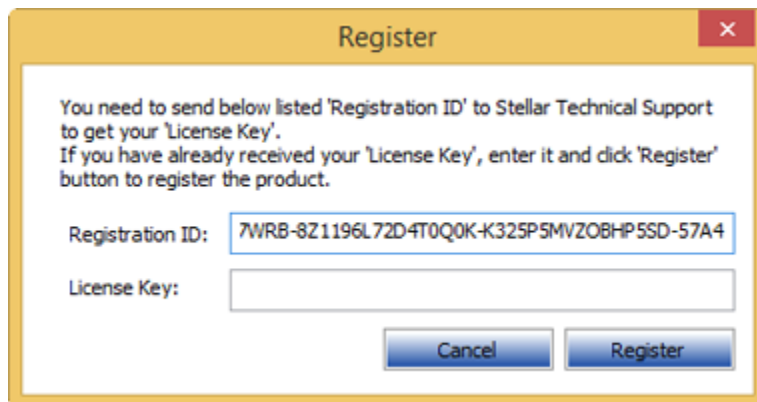 Register
You need to send below listed 'Registration ID' to Stellar Technical Support
to get your 'License Key'.
If you have already received your 'License Key', enter it and click 'Register'
button to register the product.
Registration ID: 7WRB-8Z1196L72D4T0Q0K-K325P5MVZOBHP5SD-57A4
License Key:
Cancel Register